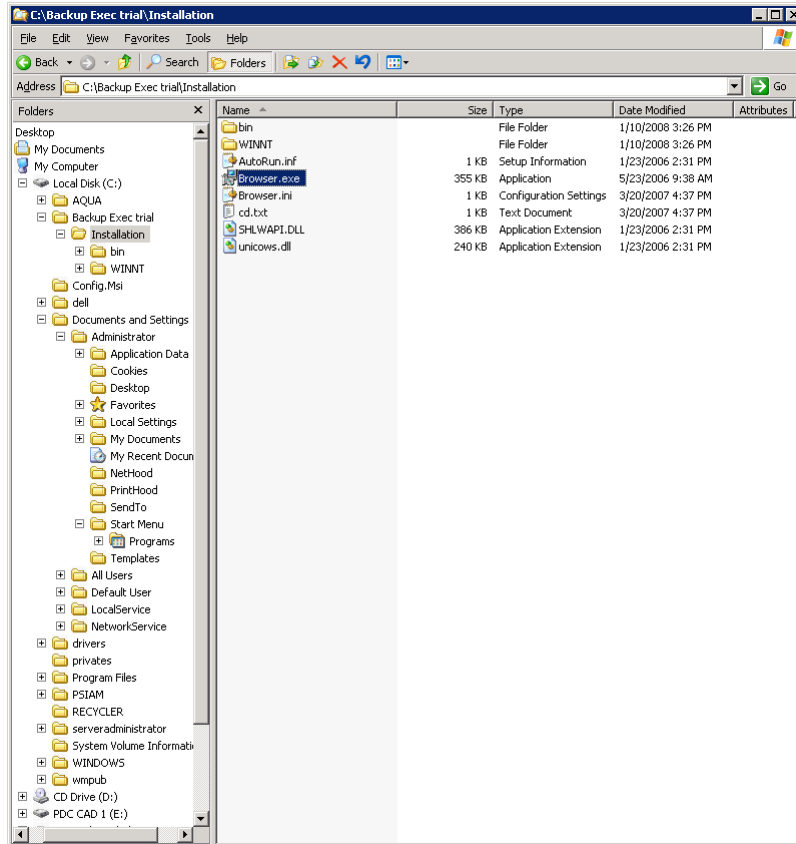 C:\Backup Exec trial\Installation
File Edit View Favorites Tools Help
Back Search Folders
Address C:\Backup Exec trial\Installation Go
Folders
Name Size Type Date Modified Attributes
Desktop
My Documents
My Computer
Local Disk (C:)
AQUA
Backup Exec trial
Installation
bin
WINNT
Config.Msi
dell
Documents and Settings
Administrator
Application Data
Cookies
Desktop
Favorites
Local Settings
My Documents
My Recent Docun
NetHood
PrintHood
SendTo
Start Menu
Programs
Templates
All Users
Default User
LocalService
NetworkService
drivers
privates
Program Files
PSIAM
RECYCLER
serveradministrator
System Volume Informati
WINDOWS
wmpub
CD Drive (D:)
PDC CAD 1 (E:)
bin File Folder 1/10/2008 3:26 PM
WINNT File Folder 1/10/2008 3:26 PM
AutoRun.inf 1 KB Setup Information 1/23/2006 2:31 PM
Browser.exe 355 KB Application 5/23/2006 9:38 AM
Browser.ini 1 KB Configuration Settings 3/20/2007 4:37 PM
cd.txt 1 KB Text Document 3/20/2007 4:37 PM
SHLWAPI.DLL 386 KB Application Extension 1/23/2006 2:31 PM
unicows.dll 240 KB Application Extension 1/23/2006 2:31 PM